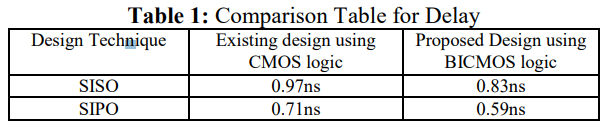 Table 1: Comparison Table for Delay
Design Technique Existing design using CMOS logic Proposed Design using BICMOS logic
SISO 0.97ns 0.83ns
SIPO 0.71ns 0.59ns